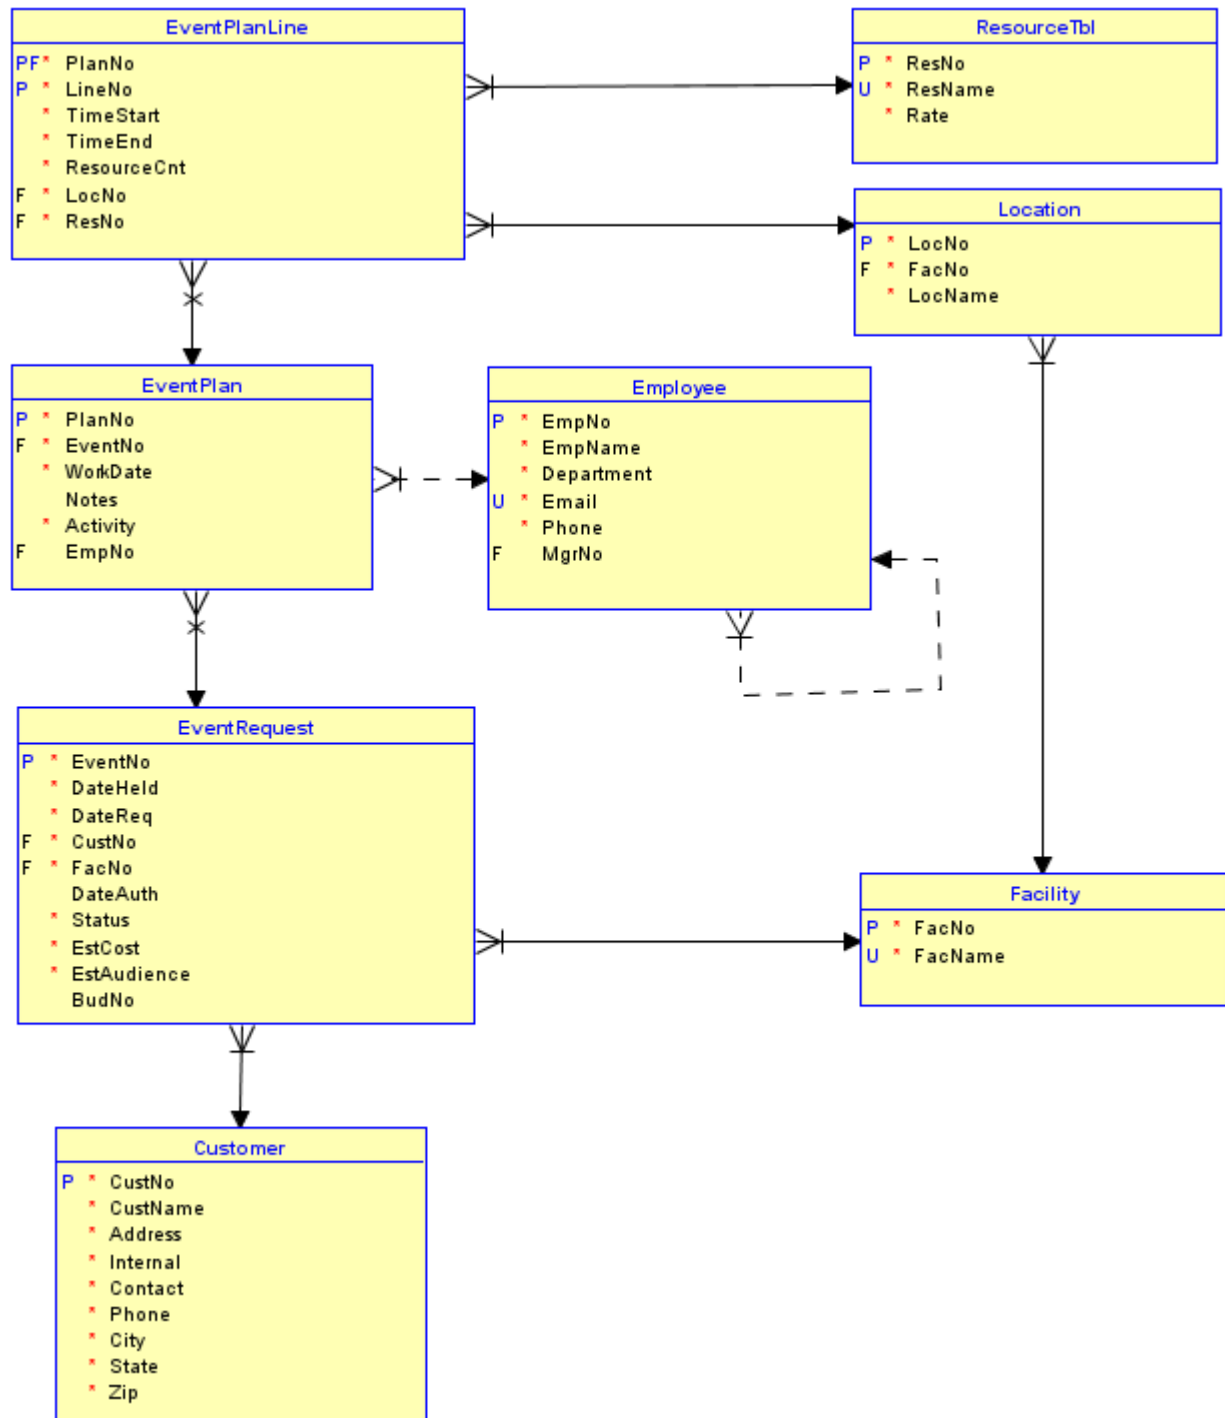 EventPlanLine
PF* PlanNo
P * LineNo
* TimeStart
* TimeEnd
* ResourceCnt
F * LocNo
F * ResNo
ResourceTbl
P * ResNo
U * ResName
* Rate
Location
P * LocNo
F * FacNo
* LocName
EventPlan
P * PlanNo
F * EventNo
* WorkDate
Notes
* Activity
F EmpNo
Employee
P * EmpNo
* EmpName
* Department
U * Email
* Phone
F MgrNo
EventRequest
P * EventNo
* DateHeld
* DateReq
F * CustNo
F * FacNo
DateAuth
* Status
* EstCost
* EstAudience
BudNo
Facility
P * FacNo
U * FacName
Customer
P * CustNo
* CustName
* Address
* Internal
* Contact
* Phone
* City
* State
* Zip